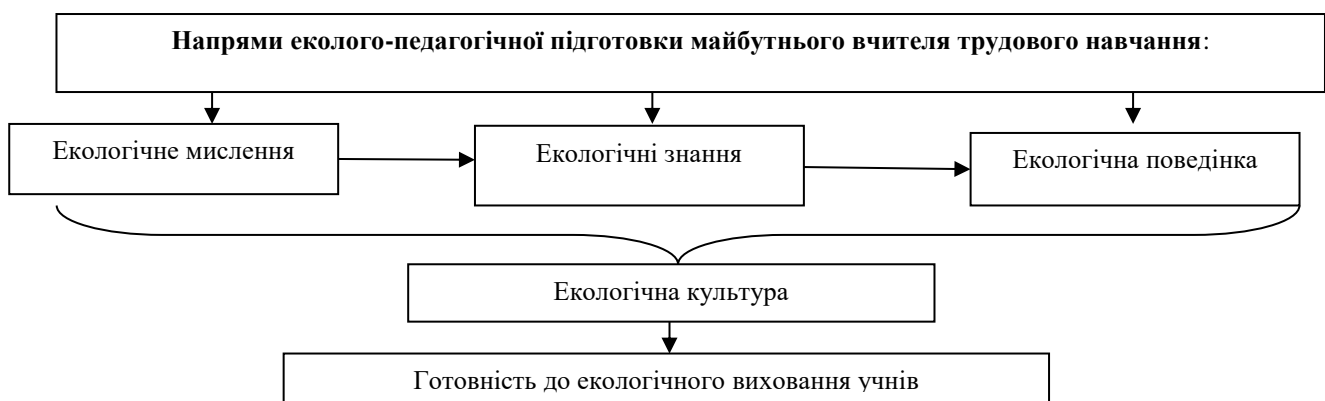 Напрями еколого-педагогічної підготовки майбутнього вчителя трудового навчання:
Екологічне мислення
Екологічні знання
Екологічна поведінка
Екологічна культура
Готовність до екологічного виховання учнів